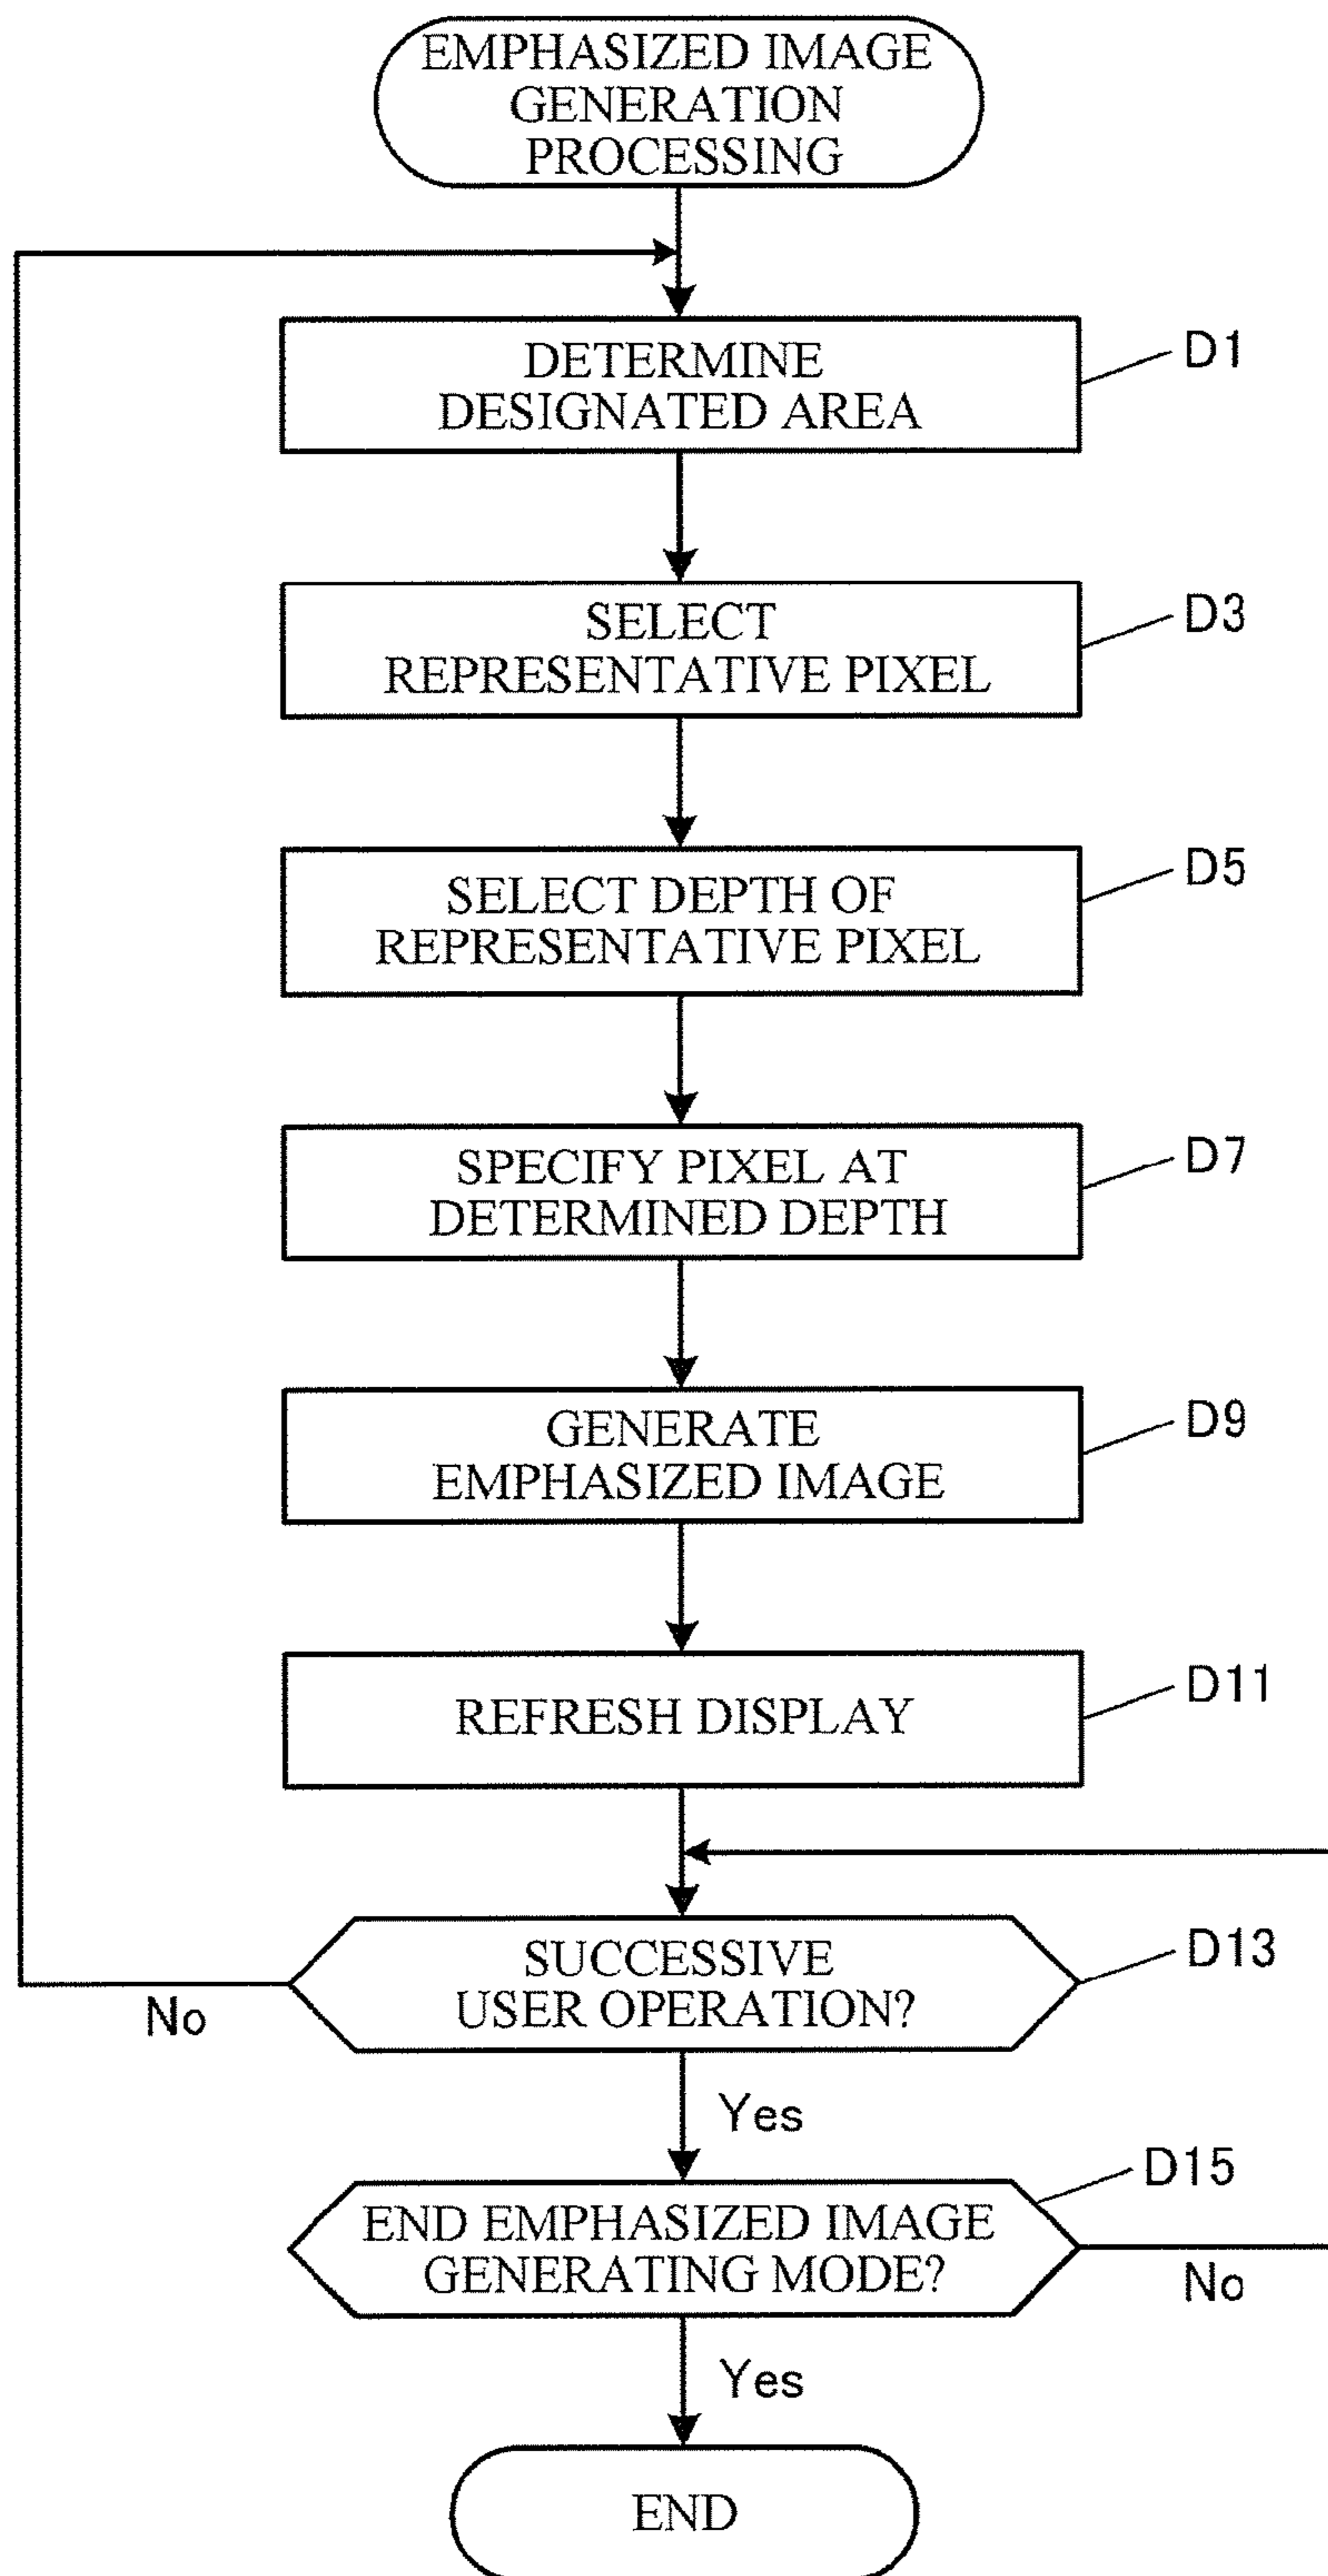 EMPHASIZED IMAGE
GENERATION
PROCESSING
DETERMINE
DESIGNATED AREA
D1
SELECT
REPRESENTATIVE PIXEL
D3
SELECT DEPTH OF
REPRESENTATIVE PIXEL
D5
SPECIFY PIXEL AT
DETERMINED DEPTH
D7
GENERATE
EMPHASIZED IMAGE
D9
REFRESH DISPLAY
D11
SUCCESSIVE
USER OPERATION?
D13
No
Yes
END EMPHASIZED IMAGE
GENERATING MODE?
D15
No
Yes
END